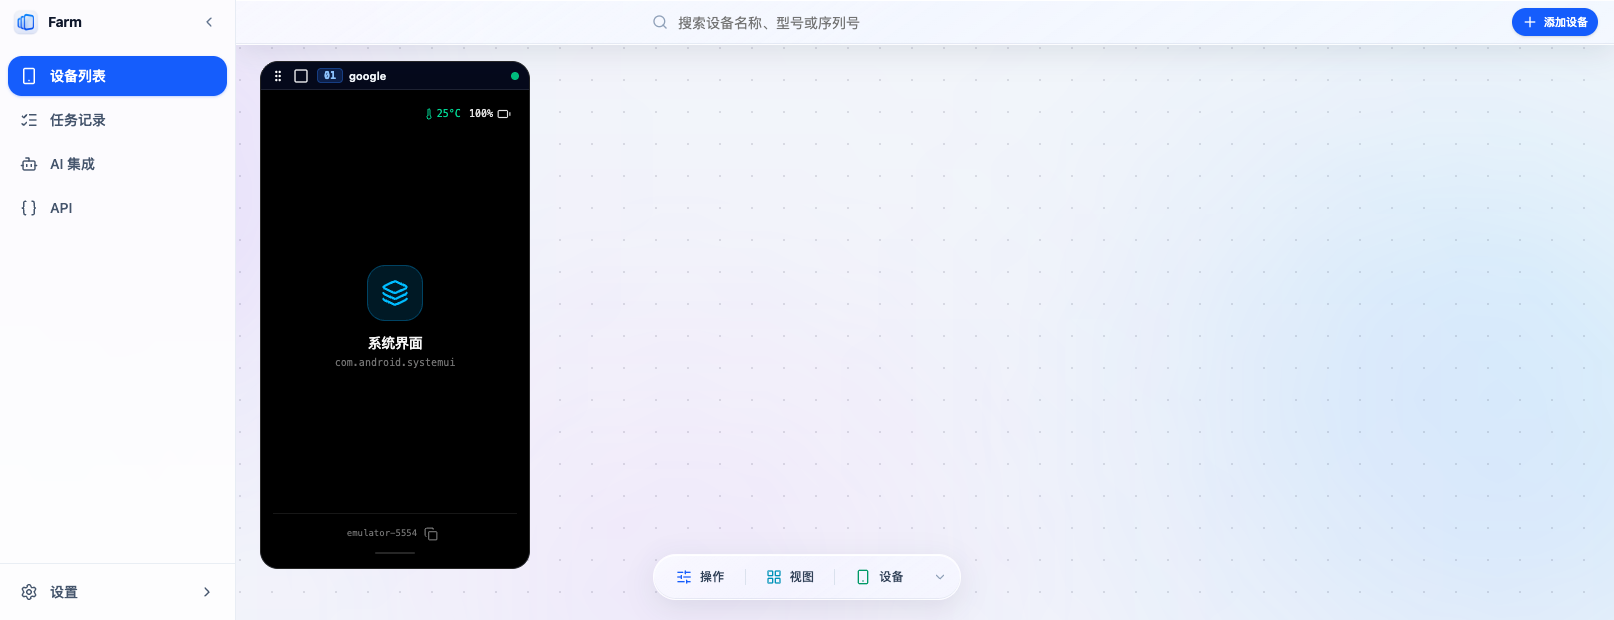 Farm
设备列表
任务记录
AI 集成
API
设置
搜索设备名称、型号或序列号
添加设备
01 google
25°C 100%
系统界面
com.android.systemui
emulator-5554
操作 视图 设备